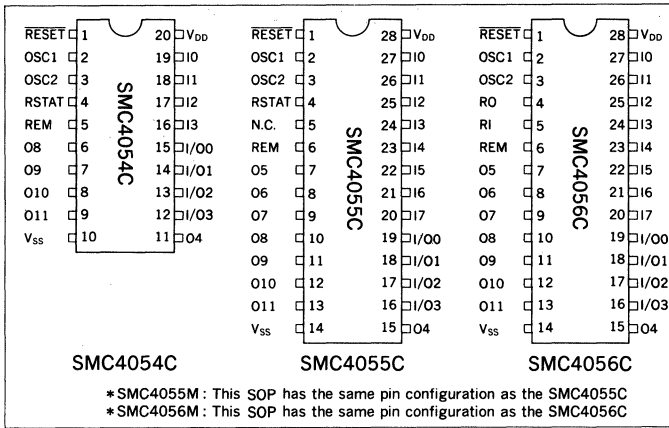 R̅E̅S̅E̅T̅ 1 20 VDD
OSC1 2 19 I0
OSC2 3 18 I1
RSTAT 4 17 I2
REM 5 16 I3
O8 6 15 I/O0
O9 7 14 I/O1
O10 8 13 I/O2
O11 9 12 I/O3
VSS 10 11 O4
SMC4054C
SMC4054C
R̅E̅S̅E̅T̅ 1 28 VDD
OSC1 2 27 I0
OSC2 3 26 I1
RSTAT 4 25 I2
N.C. 5 24 I3
REM 6 23 I4
O5 7 22 I5
O6 8 21 I6
O7 9 20 I7
O8 10 19 I/O0
O9 11 18 I/O1
O10 12 17 I/O2
O11 13 16 I/O3
VSS 14 15 O4
SMC4055C
SMC4055C
R̅E̅S̅E̅T̅ 1 28 VDD
OSC1 2 27 I0
OSC2 3 26 I1
RO 4 25 I2
RI 5 24 I3
REM 6 23 I4
O5 7 22 I5
O6 8 21 I6
O7 9 20 I7
O8 10 19 I/O0
O9 11 18 I/O1
O10 12 17 I/O2
O11 13 16 I/O3
VSS 14 15 O4
SMC4056C
SMC4056C
*SMC4055M : This SOP has the same pin configuration as the SMC4055C
*SMC4056M : This SOP has the same pin configuration as the SMC4056C